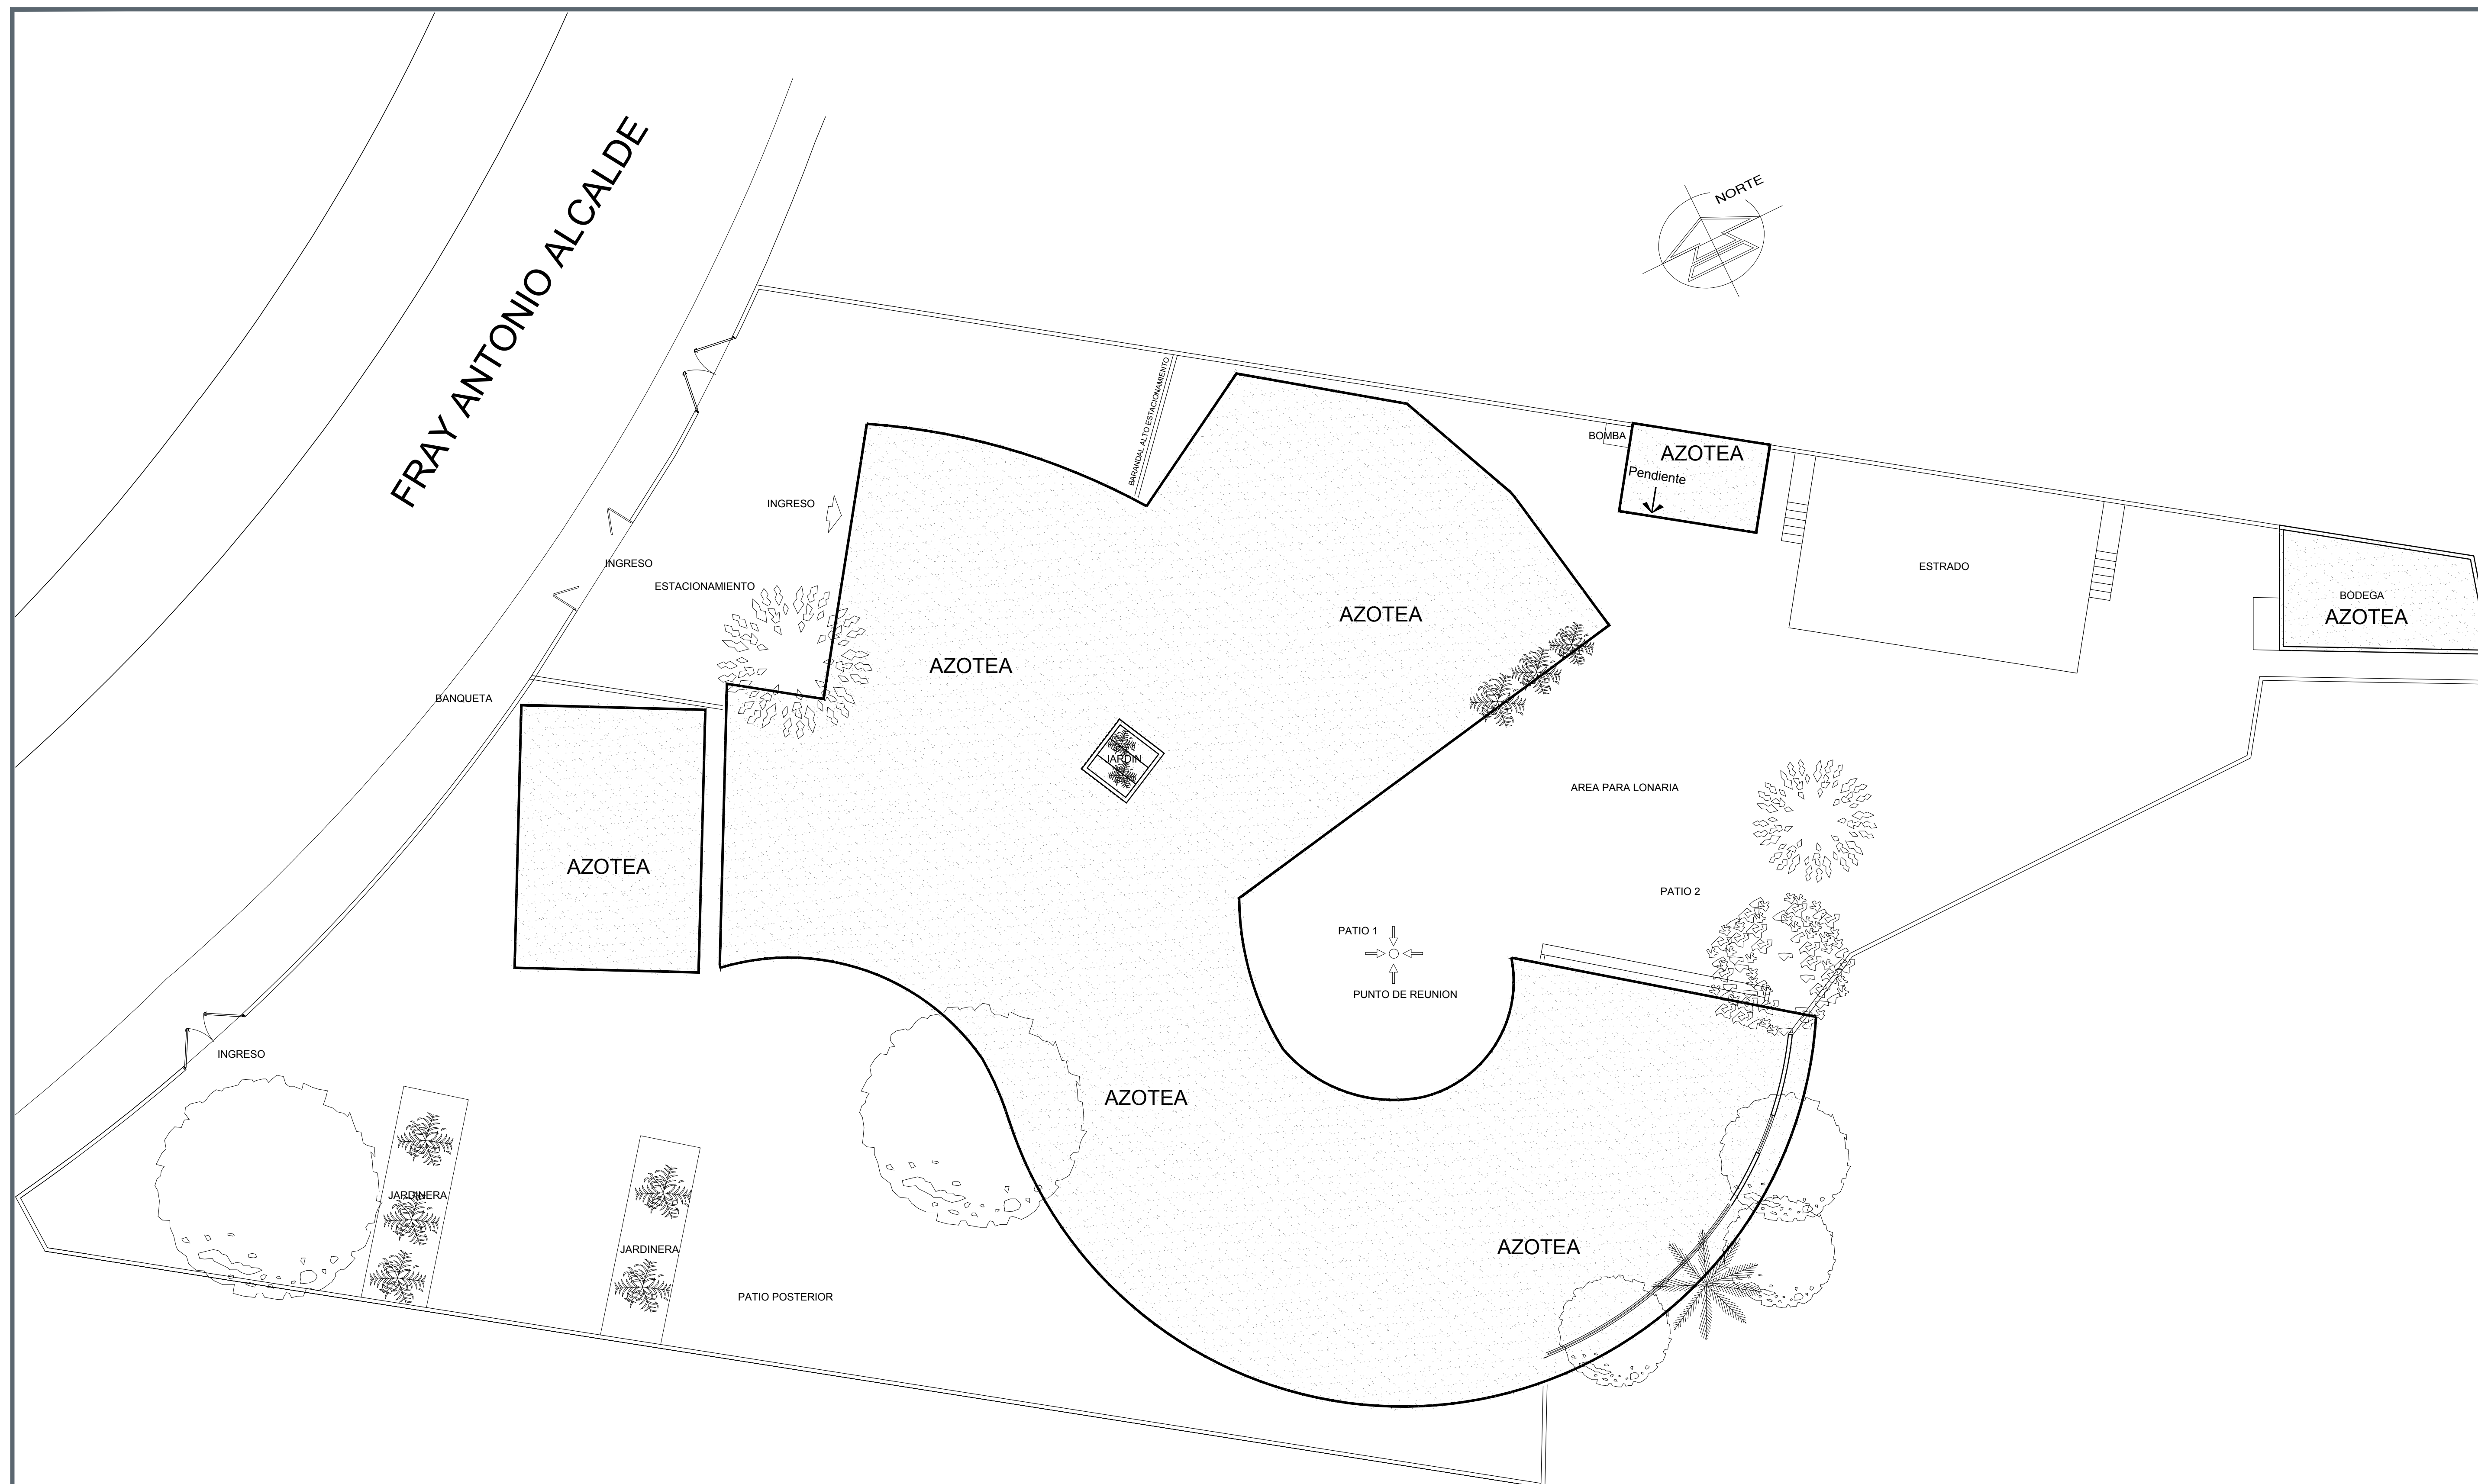 FRAY ANTONIO ALCALDE
NORTE
BARANDAL ALTO ESTACIONAMIENTO
BOMBA
AZOTEA
Pendiente
INGRESO
INGRESO
ESTACIONAMIENTO
ESTRADO
BODEGA
AZOTEA
AZOTEA
AZOTEA
BANQUETA
JARDIN
AREA PARA LONARIA
AZOTEA
PATIO 2
PATIO 1
PUNTO DE REUNION
INGRESO
AZOTEA
JARDINERA
JARDINERA
AZOTEA
PATIO POSTERIOR